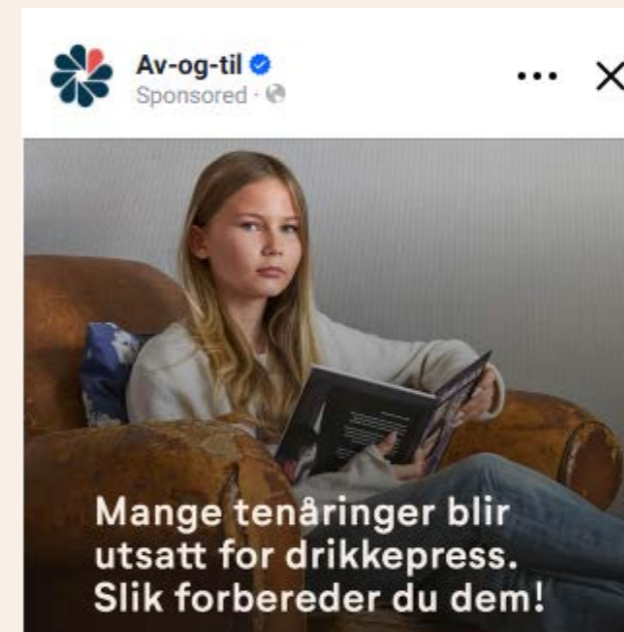 Av-og-til
Sponsored ·
Mange tenåringer blir
utsatt for drikkepress.
Slik forbereder du dem!